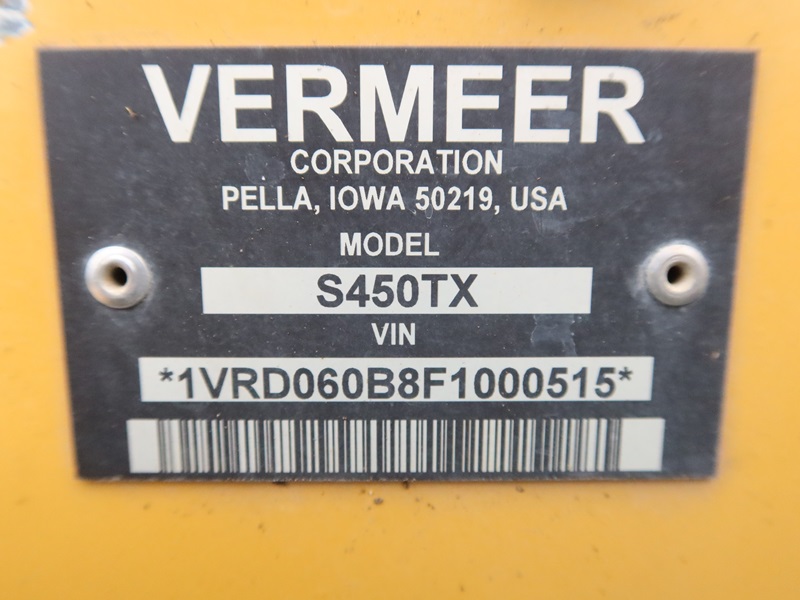 VERMEER
CORPORATION
PELLA, IOWA 50219, USA
MODEL
S450TX
VIN
*1VRD060B8F1000515*